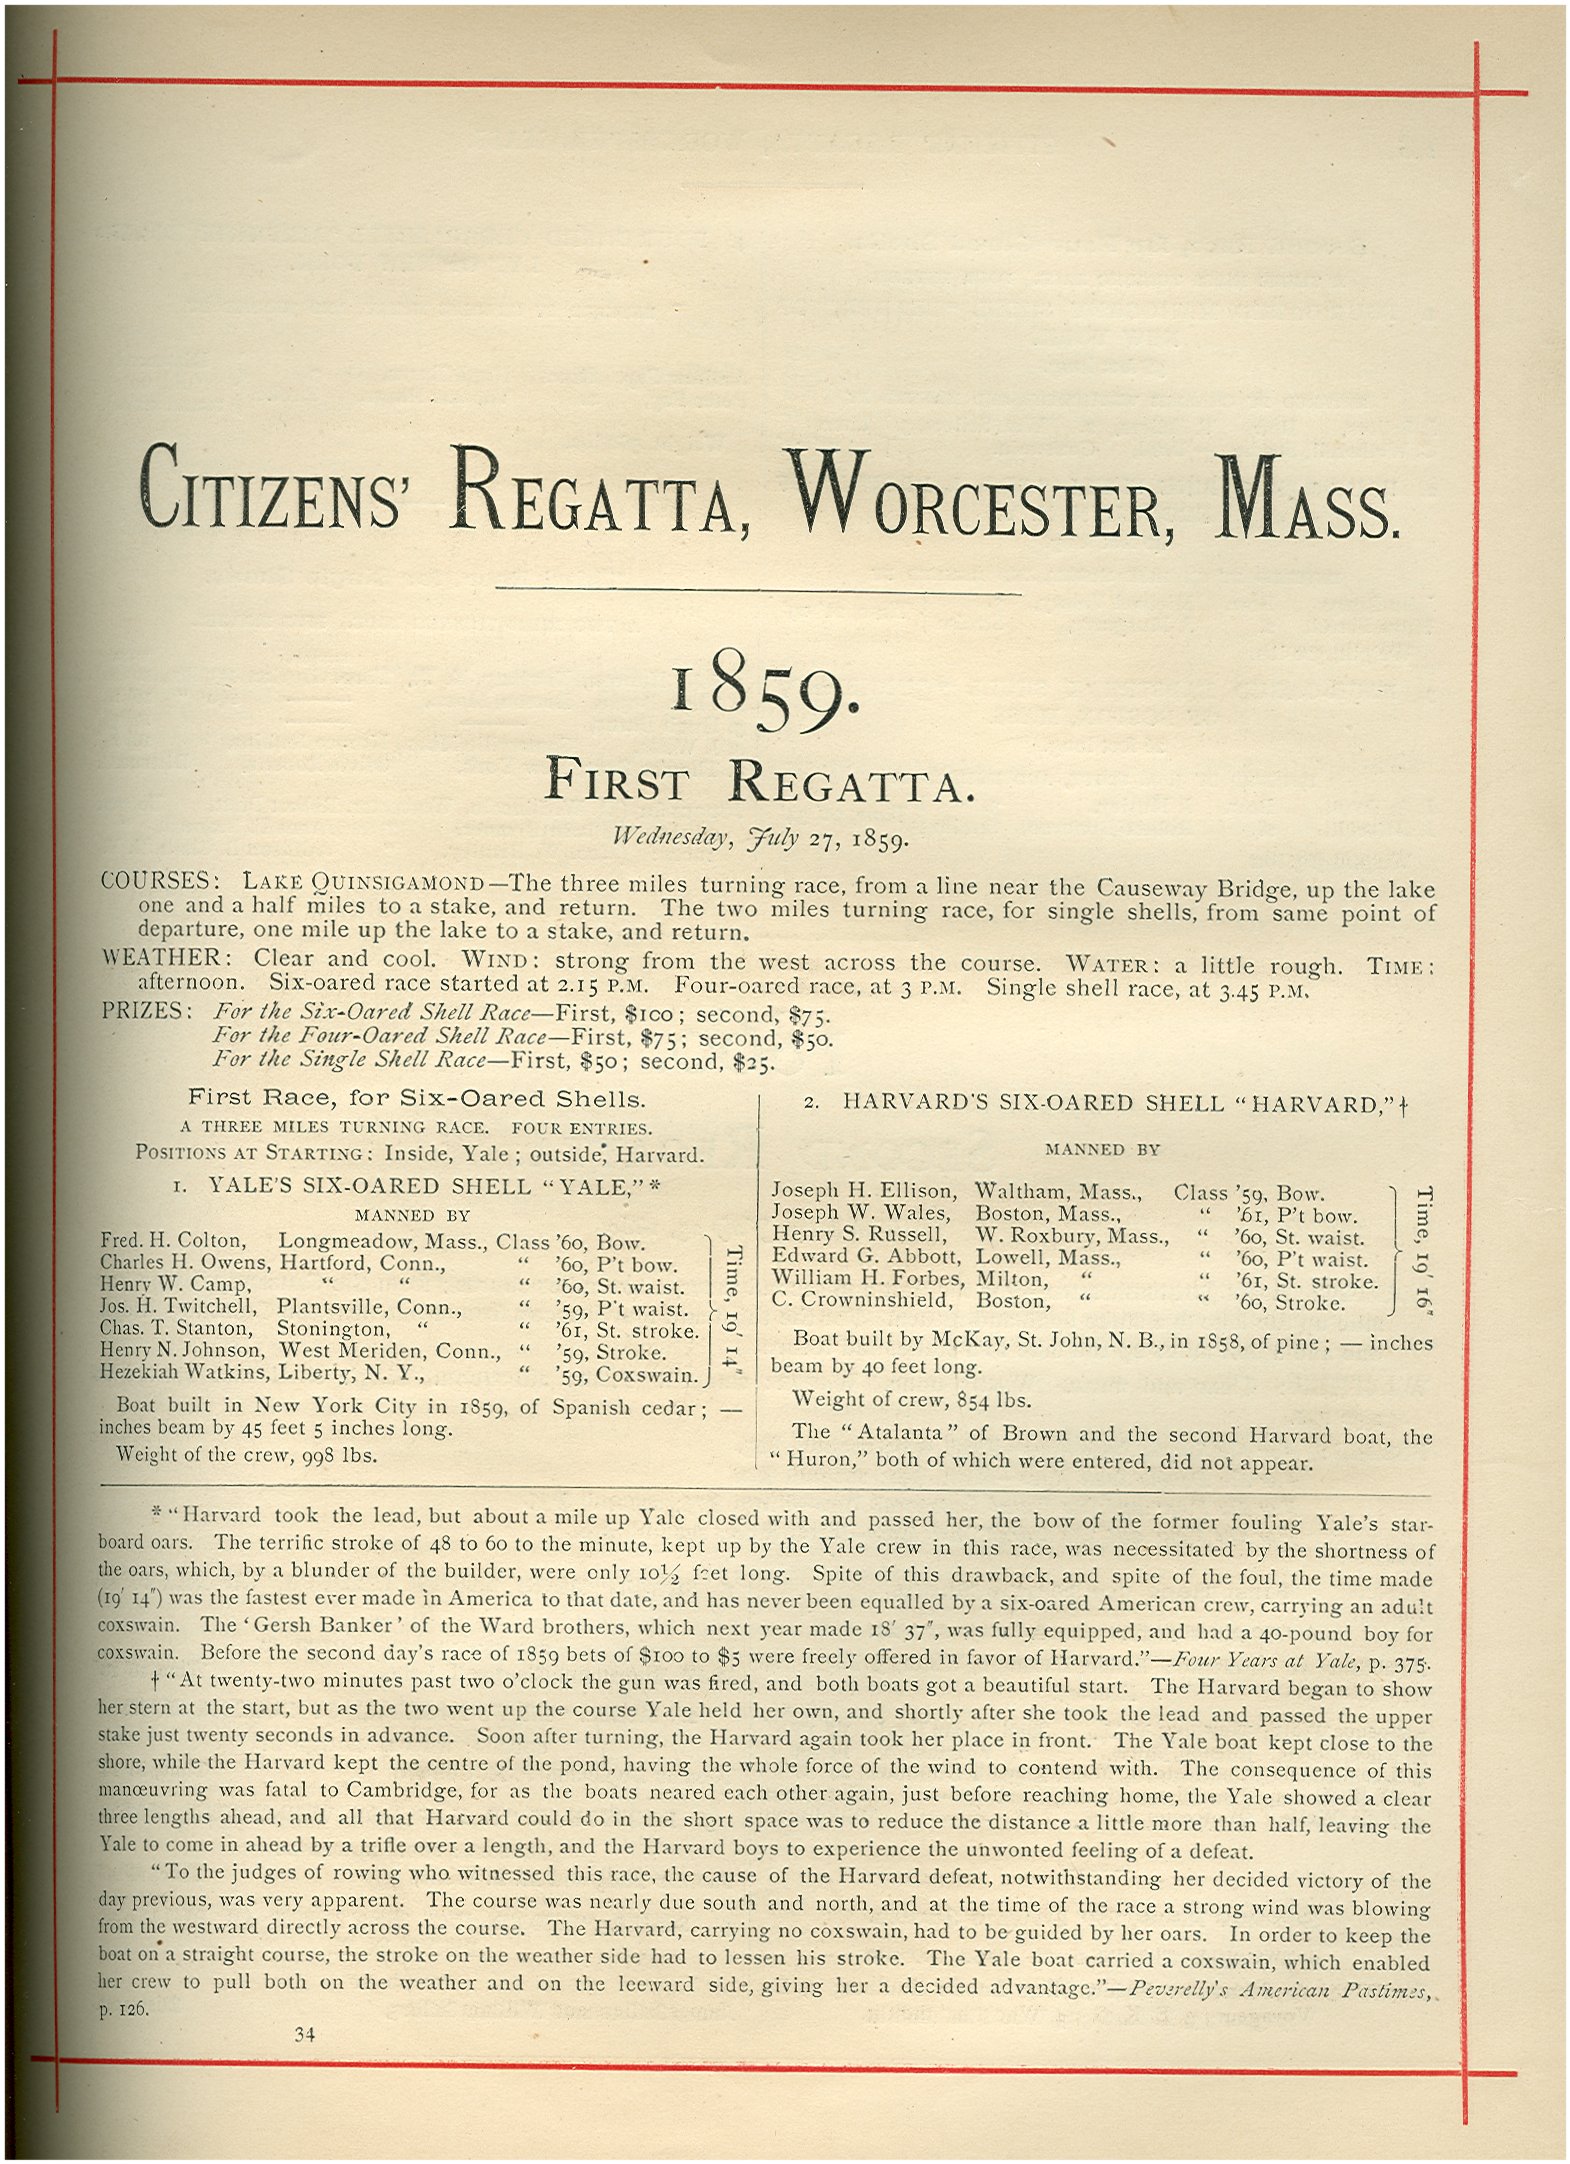 CITIZENS' REGATTA, WORCESTER, MASS.
1859.
FIRST REGATTA.
Wednesday, July 27, 1859.
COURSES: LAKE QUINSIGAMOND—The three miles turning race, from a line near the Causeway Bridge, up the lake
one and a half miles to a stake, and return. The two miles turning race, for single shells, from same point of
departure, one mile up the lake to a stake, and return.
WEATHER: Clear and cool. WIND: strong from the west across the course. WATER: a little rough. TIME:
afternoon. Six-oared race started at 2.15 P.M. Four-oared race, at 3 P.M. Single shell race, at 3.45 P.M.
PRIZES: For the Six-Oared Shell Race—First, $100; second, $75.
For the Four-Oared Shell Race—First, $75; second, $50.
For the Single Shell Race—First, $50; second, $25.
First Race, for Six-Oared Shells.
A THREE MILES TURNING RACE. FOUR ENTRIES.
POSITIONS AT STARTING: Inside, Yale; outside, Harvard.
1. YALE'S SIX-OARED SHELL "YALE,"*
MANNED BY
Fred. H. Colton, Longmeadow, Mass., Class '60, Bow.
Charles H. Owens, Hartford, Conn., " '60, P't bow.
Henry W. Camp, " " " '60, St. waist.
Jos. H. Twitchell, Plantsville, Conn., " '59, P't waist.
Chas. T. Stanton, Stonington, " " '61, St. stroke.
Henry N. Johnson, West Meriden, Conn., " '59, Stroke.
Hezekiah Watkins, Liberty, N. Y., " '59, Coxswain.
Time, 19' 14"
Boat built in New York City in 1859, of Spanish cedar; —
inches beam by 45 feet 5 inches long.
Weight of the crew, 998 lbs.
2. HARVARD'S SIX-OARED SHELL "HARVARD,"†
MANNED BY
Joseph H. Ellison, Waltham, Mass., Class '59, Bow.
Joseph W. Wales, Boston, Mass., " '61, P't bow.
Henry S. Russell, W. Roxbury, Mass., " '60, St. waist.
Edward G. Abbott, Lowell, Mass., " '60, P't waist.
William H. Forbes, Milton, " " '61, St. stroke.
C. Crowninshield, Boston, " " '60, Stroke.
Time, 19' 16"
Boat built by McKay, St. John, N. B., in 1858, of pine; — inches
beam by 40 feet long.
Weight of crew, 854 lbs.
The "Atalanta" of Brown and the second Harvard boat, the
"Huron," both of which were entered, did not appear.
* "Harvard took the lead, but about a mile up Yale closed with and passed her, the bow of the former fouling Yale's star-
board oars. The terrific stroke of 48 to 60 to the minute, kept up by the Yale crew in this race, was necessitated by the shortness of
the oars, which, by a blunder of the builder, were only 10½ feet long. Spite of this drawback, and spite of the foul, the time made
(19' 14") was the fastest ever made in America to that date, and has never been equalled by a six-oared American crew, carrying an adult
coxswain. The 'Gersh Banker' of the Ward brothers, which next year made 18' 37", was fully equipped, and had a 40-pound boy for
coxswain. Before the second day's race of 1859 bets of $100 to $5 were freely offered in favor of Harvard."—Four Years at Yale, p. 375.
† "At twenty-two minutes past two o'clock the gun was fired, and both boats got a beautiful start. The Harvard began to show
her stern at the start, but as the two went up the course Yale held her own, and shortly after she took the lead and passed the upper
stake just twenty seconds in advance. Soon after turning, the Harvard again took her place in front. The Yale boat kept close to the
shore, while the Harvard kept the centre of the pond, having the whole force of the wind to contend with. The consequence of this
manœuvring was fatal to Cambridge, for as the boats neared each other again, just before reaching home, the Yale showed a clear
three lengths ahead, and all that Harvard could do in the short space was to reduce the distance a little more than half, leaving the
Yale to come in ahead by a trifle over a length, and the Harvard boys to experience the unwonted feeling of a defeat.
"To the judges of rowing who witnessed this race, the cause of the Harvard defeat, notwithstanding her decided victory of the
day previous, was very apparent. The course was nearly due south and north, and at the time of the race a strong wind was blowing
from the westward directly across the course. The Harvard, carrying no coxswain, had to be guided by her oars. In order to keep the
boat on a straight course, the stroke on the weather side had to lessen his stroke. The Yale boat carried a coxswain, which enabled
her crew to pull both on the weather and on the leeward side, giving her a decided advantage."—Peverelly's American Pastimes,
p. 126.
34